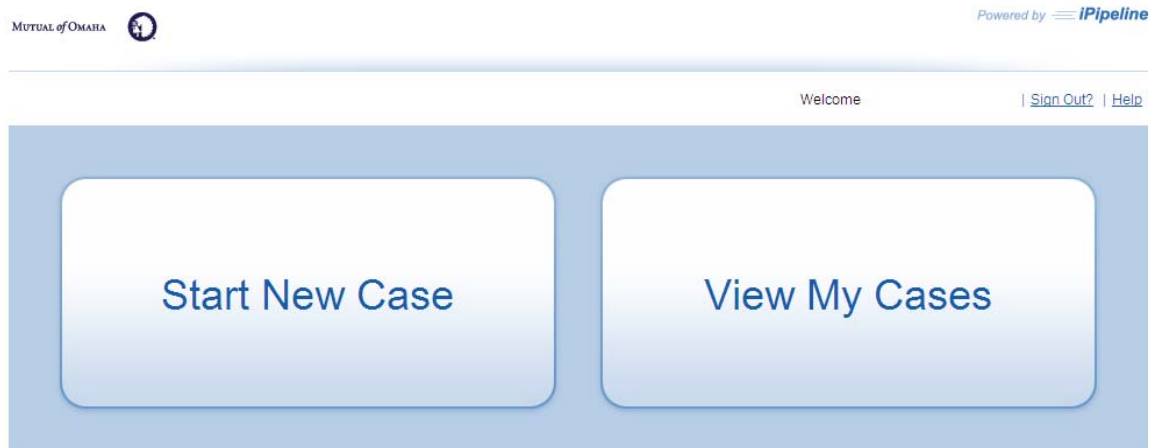 MUTUAL of OMAHA
Powered by iPipeline
Welcome | Sign Out? | Help
Start New Case
View My Cases